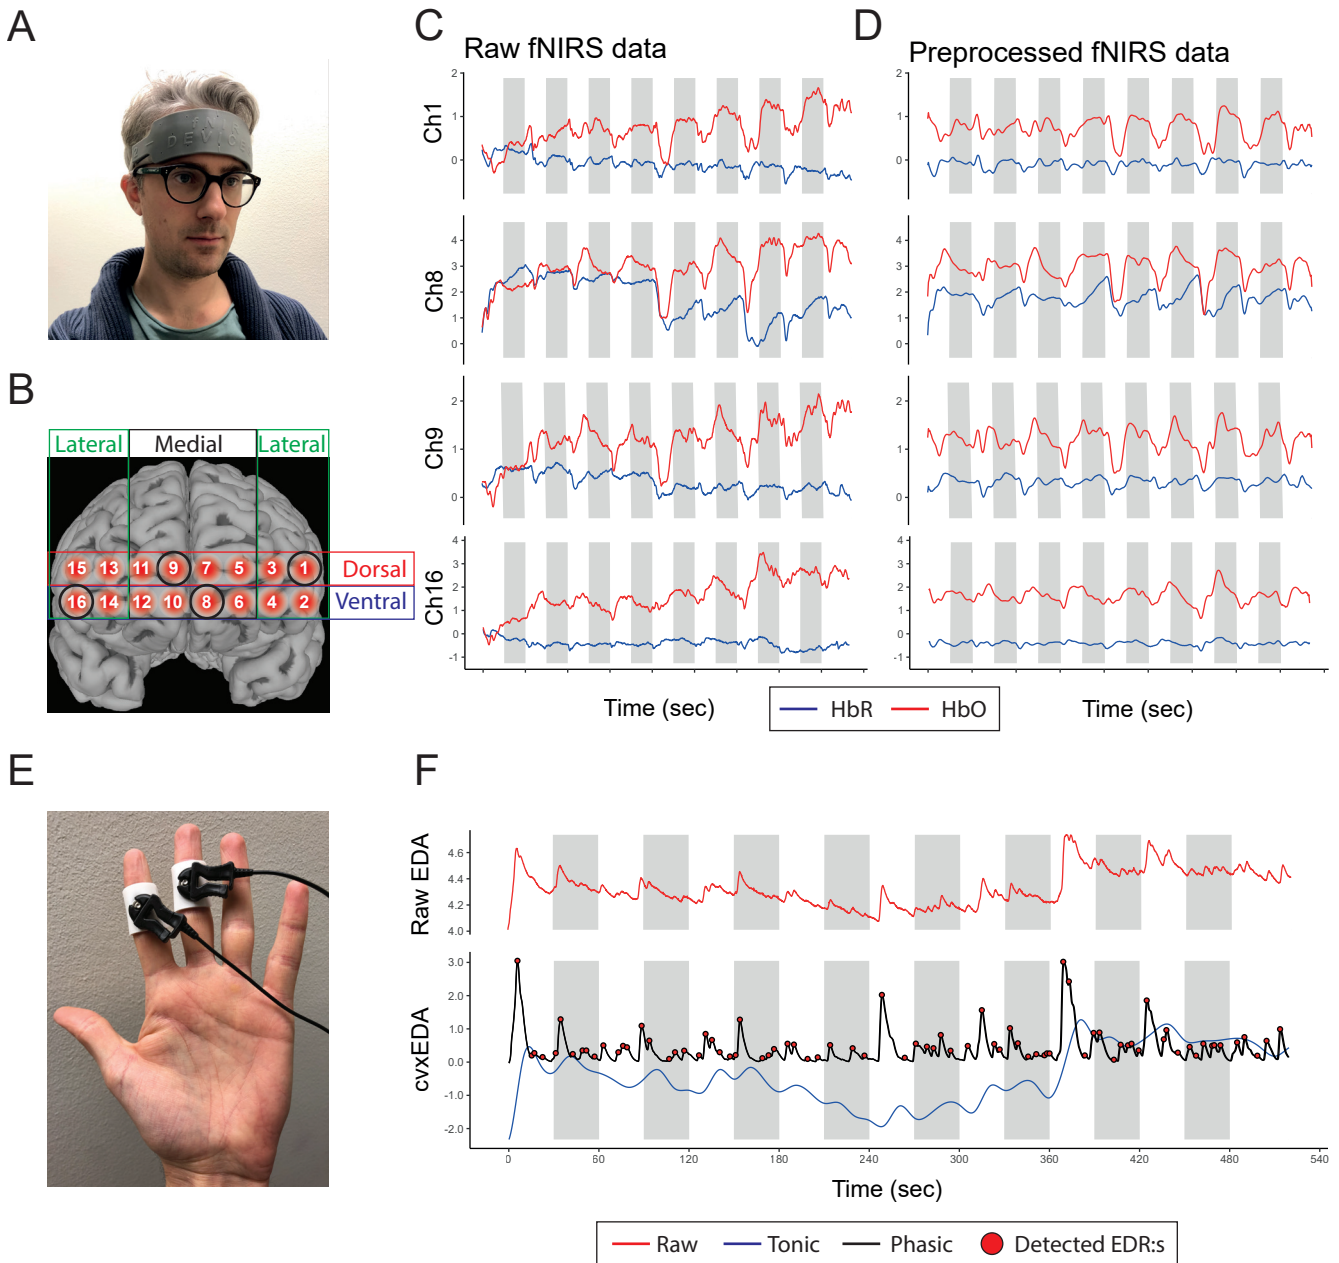 A
DEV C
B
Lateral Medial Lateral
15 13 11 9 7 5 3 1 Dorsal
16 14 12 10 8 6 4 2 Ventral
C
Raw fNIRS data
Ch1
2
1
0
Ch8
4
3
2
1
0
Ch9
2
1
0
Ch16
4
3
2
1
0
-1
Time (sec)
D
Preprocessed fNIRS data
2
1
0
-1
4
3
2
1
0
2
1
0
4
3
2
1
0
-1
Time (sec)
HbR HbO
E
F
Raw EDA
4.6
4.4
4.2
4.0
cvxEDA
3.0
2.0
1.0
0.0
-1.0
-2.0
0 60 120 180 240 300 360 420 480 540
Time (sec)
Raw Tonic Phasic Detected EDR:s